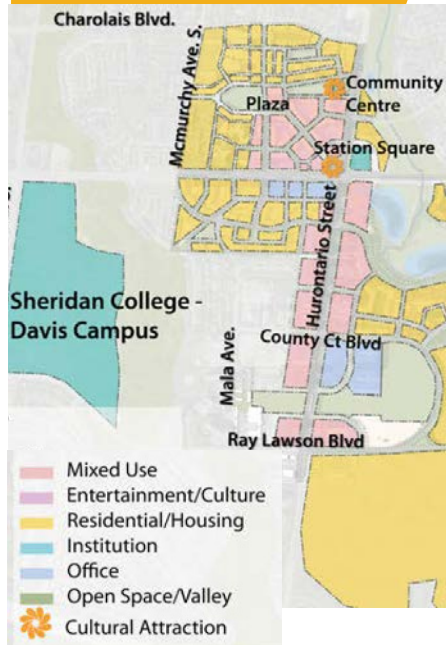 Charolais Blvd.
Mcmurchy Ave. S.
Community
Centre
Plaza
Station Square
Hurontario Street
Sheridan College -
Davis Campus
County Ct Blvd
Mala Ave.
Ray Lawson Blvd
Mixed Use
Entertainment/Culture
Residential/Housing
Institution
Office
Open Space/Valley
Cultural Attraction